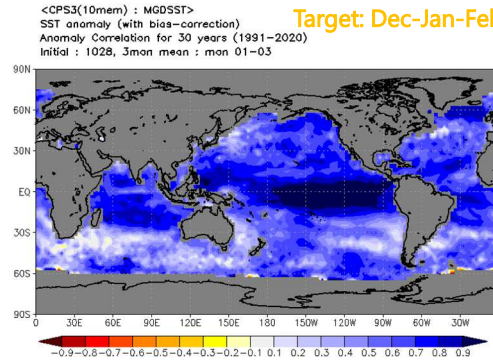 <CPS3(10mem) : MGDSST>
SST anomaly (with bias-correction)
Target: Dec-Jan-Feb
Anomaly Correlation for 30 years (1991-2020)
Initial : 1028, 3mon mean : mon 01-03
90N
60N
30N
EQ
30S
60S
90S
0 30E 60E 90E 120E 150E 180 150W 120W 90W 60W 30W
-0.9-0.8-0.7-0.6-0.5-0.4-0.3-0.2-0.1 0.1 0.2 0.3 0.4 0.5 0.6 0.7 0.8 0.9